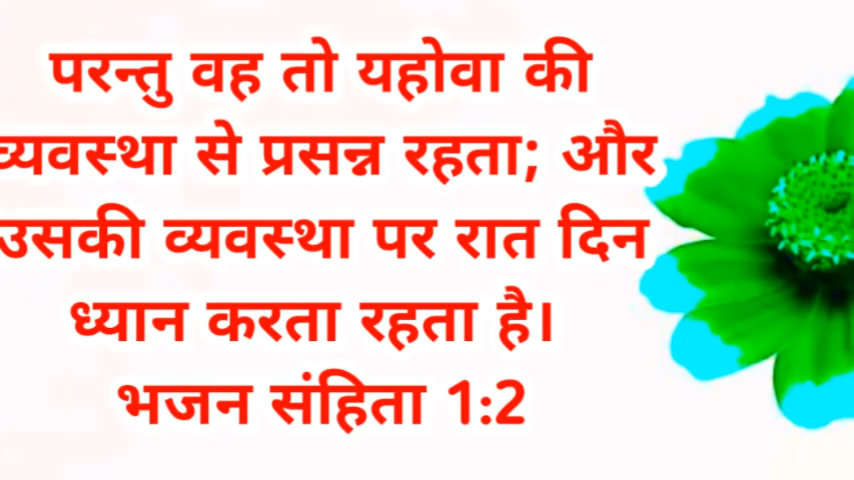 परन्तु वह तो यहोवा की
व्यवस्था से प्रसन्न रहता; और
उसकी व्यवस्था पर रात दिन
ध्यान करता रहता है।
भजन संहिता 1:2